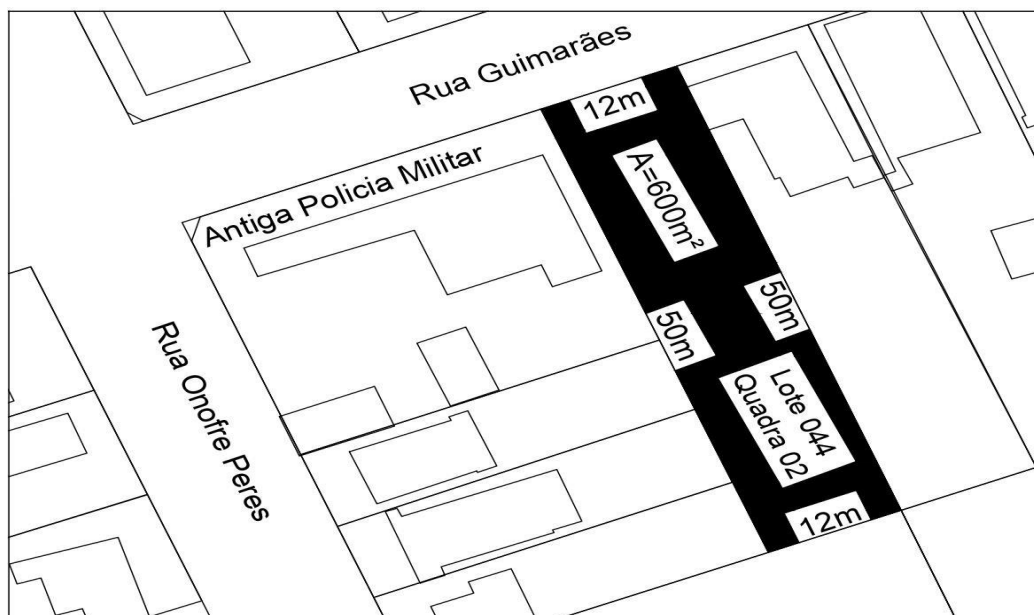 Rua Guimarães
12m
Antiga Policia Militar
A=600m²
50m
50m
Rua Onofre Peres
Lote 044
Quadra 02
12m